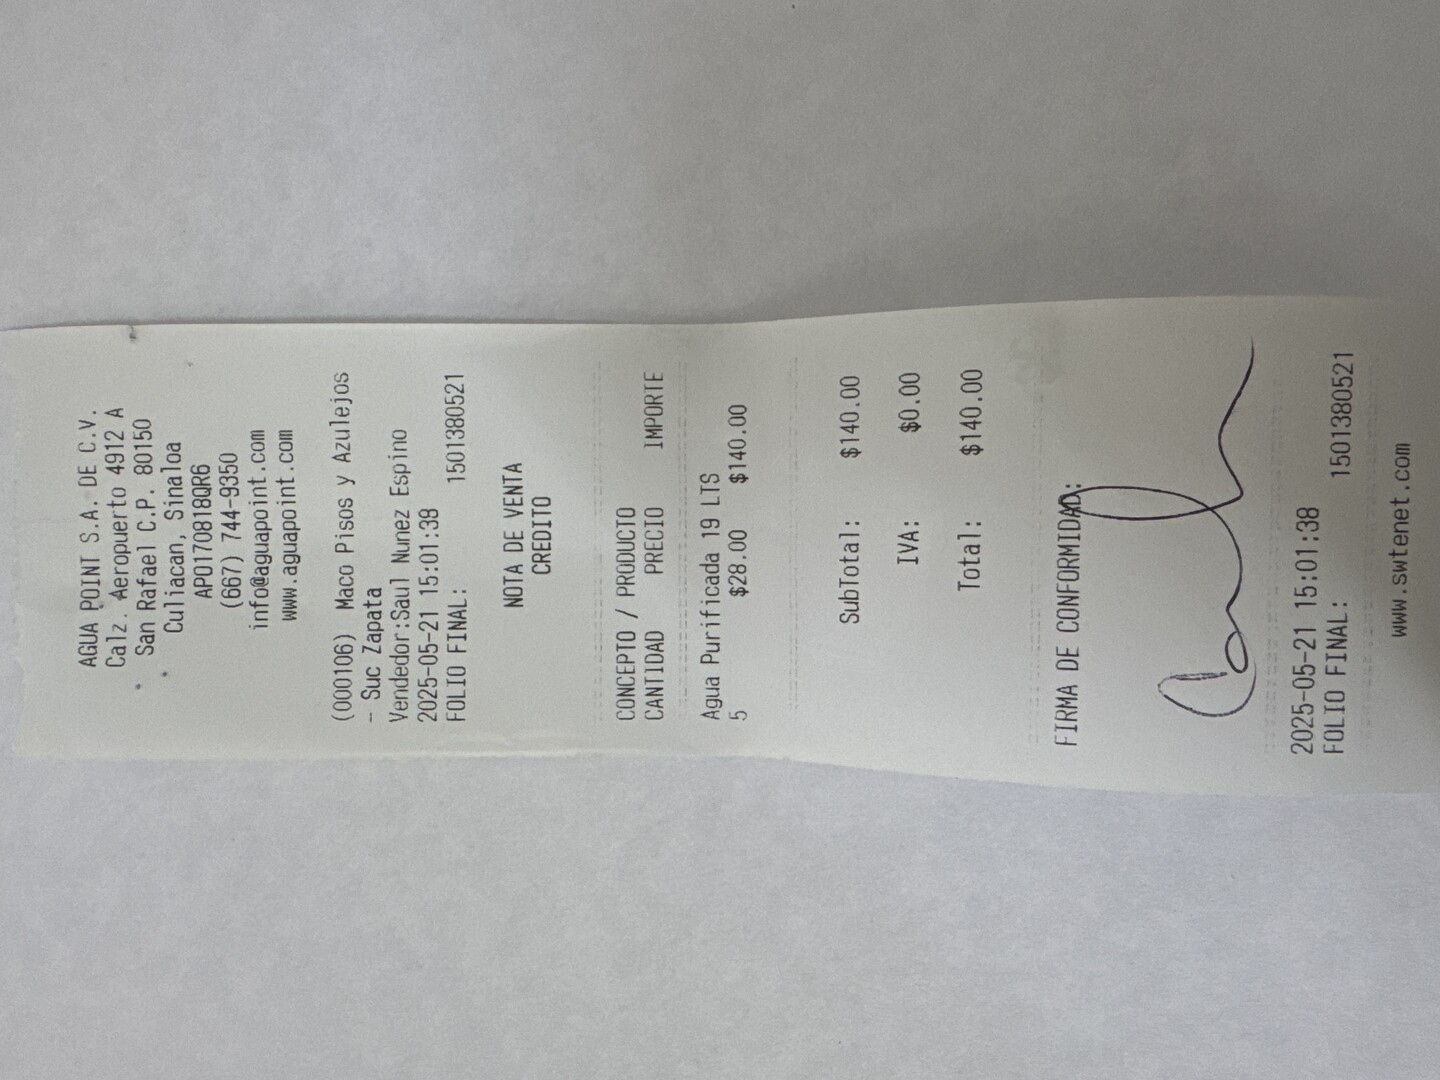 AGUA POINT S.A. DE C.V.
Calz. Aeropuerto 4912 A
San Rafael C.P. 80150
Culiacan, Sinaloa
APO170818QR6
(667) 744-9350
info@aguapoint.com
www.aguapoint.com
(000106) Maco Pisos y Azulejos
- Suc Zapata
Vendedor:Saul Nunez Espino
2025-05-21 15:01:38
FOLIO FINAL: 1501380521
NOTA DE VENTA
CREDITO
CONCEPTO / PRODUCTO
CANTIDAD PRECIO IMPORTE
Agua Purificada 19 LTS
5 $28.00 $140.00
SubTotal: $140.00
IVA: $0.00
Total: $140.00
FIRMA DE CONFORMIDAD:
2025-05-21 15:01:38
FOLIO FINAL: 1501380521
www.swtenet.com